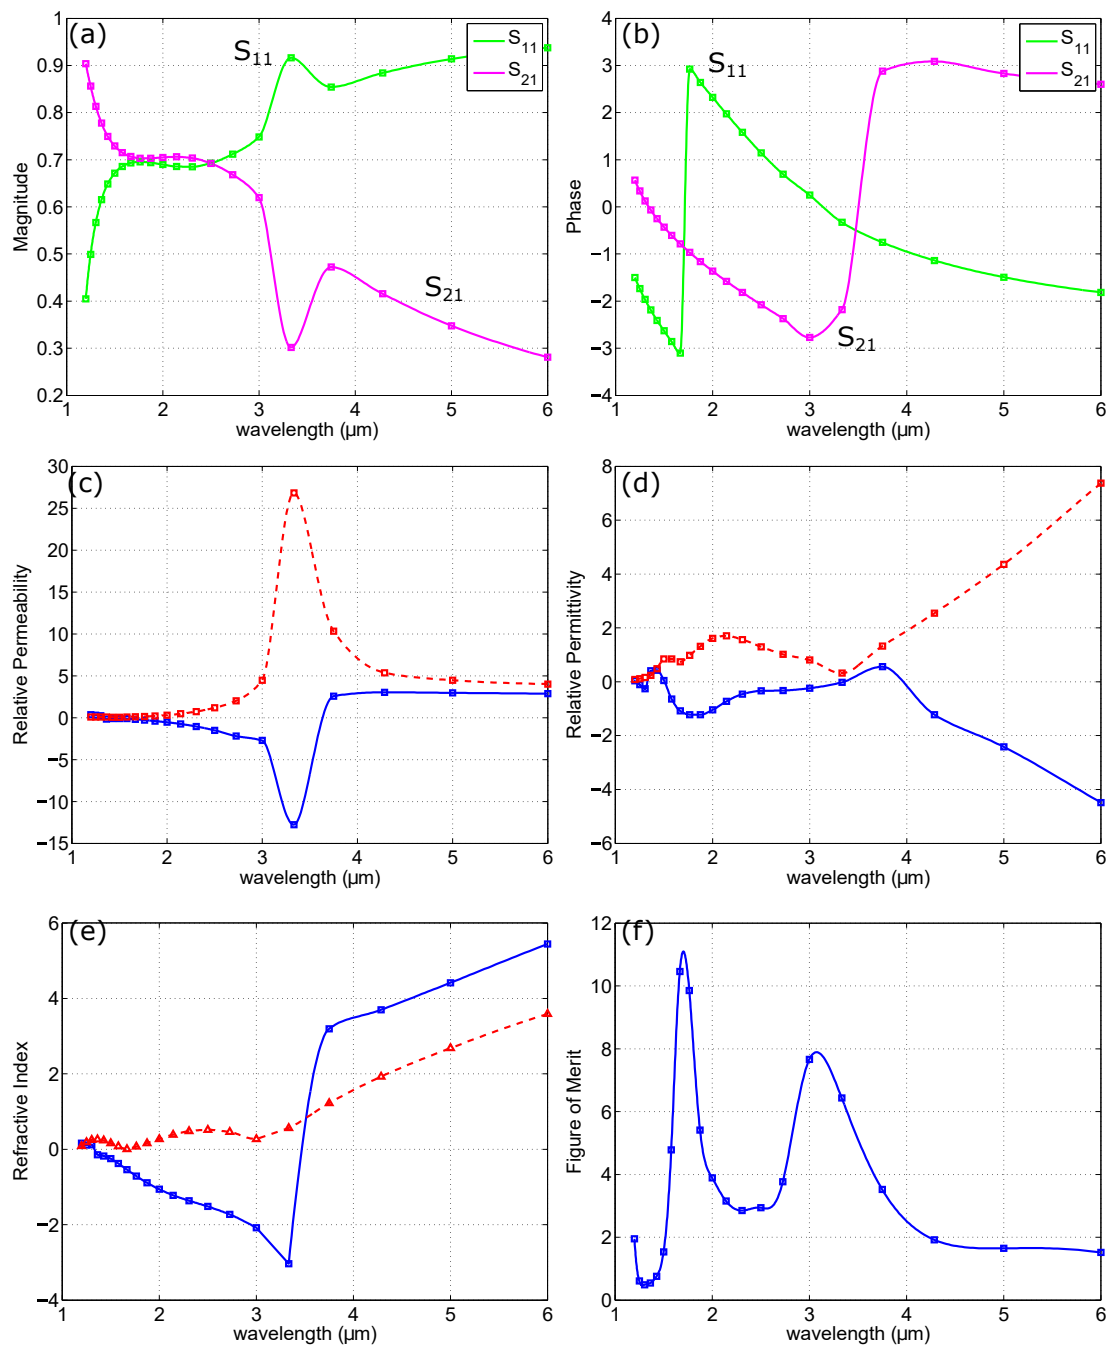 (a)
S11
S11
S21
S21
Magnitude
1
0.9
0.8
0.7
0.6
0.5
0.4
0.3
0.2
1 2 3 4 5 6
wavelength (µm)
(b)
S11
S11
S21
S21
Phase
4
3
2
1
0
−1
−2
−3
−4
1 2 3 4 5 6
wavelength (µm)
(c)
Relative Permeability
30
25
20
15
10
5
0
−5
−10
−15
1 2 3 4 5 6
wavelength (µm)
(d)
Relative Permittivity
8
6
4
2
0
−2
−4
−6
1 2 3 4 5 6
wavelength (µm)
(e)
Refractive Index
6
4
2
0
−2
−4
1 2 3 4 5 6
wavelength (µm)
(f)
Figure of Merit
12
10
8
6
4
2
0
1 2 3 4 5 6
wavelength (µm)